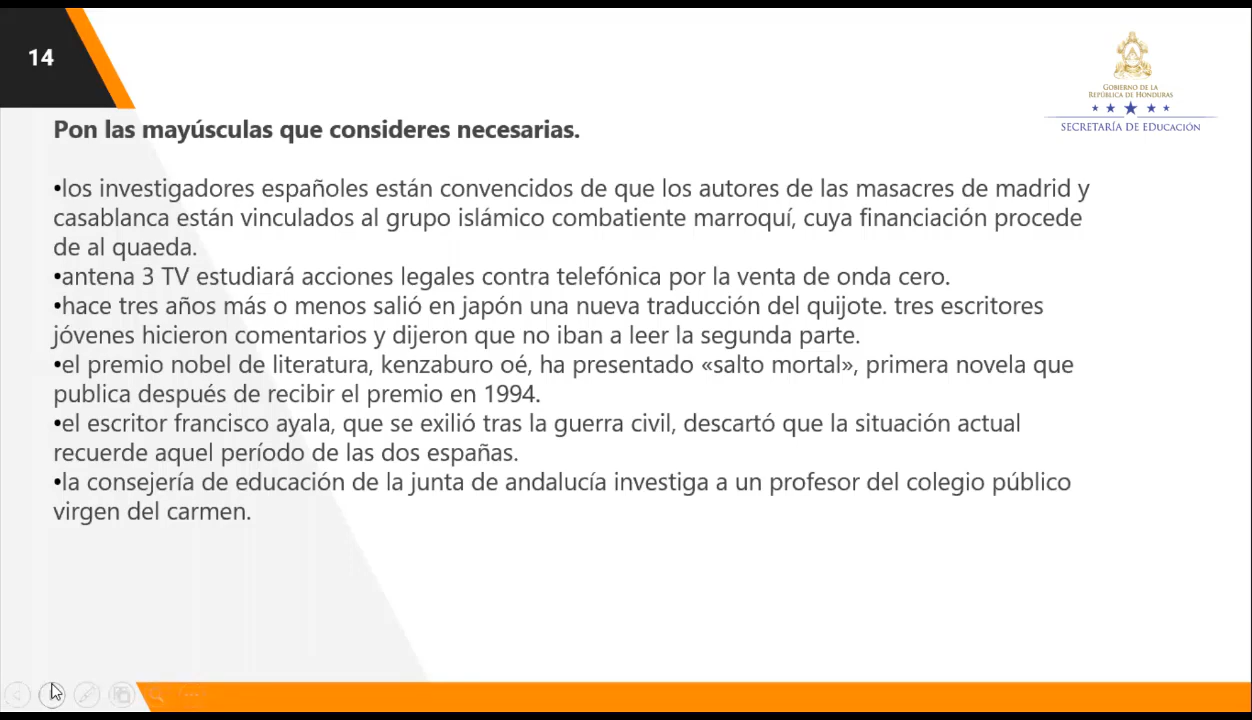 14
GOBIERNO DE LA
REPÚBLICA DE HONDURAS
SECRETARÍA DE EDUCACIÓN
Pon las mayúsculas que consideres necesarias.
•los investigadores españoles están convencidos de que los autores de las masacres de madrid y
casablanca están vinculados al grupo islámico combatiente marroquí, cuya financiación procede
de al quaeda.
•antena 3 TV estudiará acciones legales contra telefónica por la venta de onda cero.
•hace tres años más o menos salió en japón una nueva traducción del quijote. tres escritores
jóvenes hicieron comentarios y dijeron que no iban a leer la segunda parte.
•el premio nobel de literatura, kenzaburo oé, ha presentado «salto mortal», primera novela que
publica después de recibir el premio en 1994.
•el escritor francisco ayala, que se exilió tras la guerra civil, descartó que la situación actual
recuerde aquel período de las dos españas.
•la consejería de educación de la junta de andalucía investiga a un profesor del colegio público
virgen del carmen.